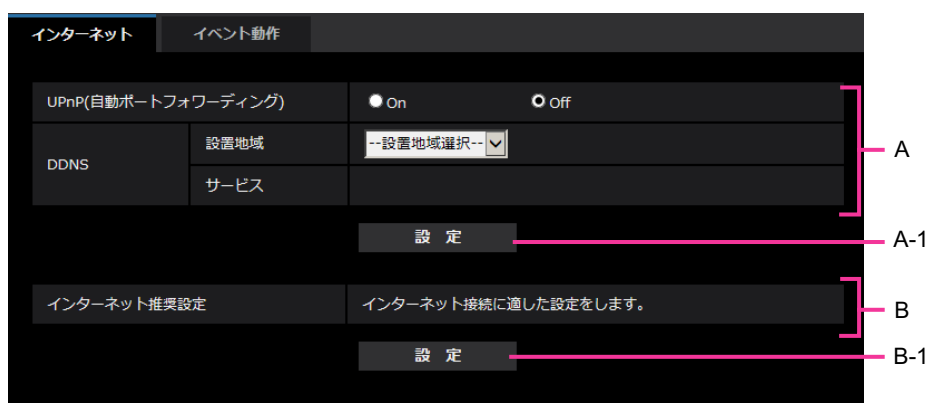 インターネット イベント動作
UPnP(自動ポートフォワーディング) On Off
DDNS 設置地域 --設置地域選択--
サービス
A
設 定
A-1
インターネット推奨設定 インターネット接続に適した設定をします。
B
設 定
B-1